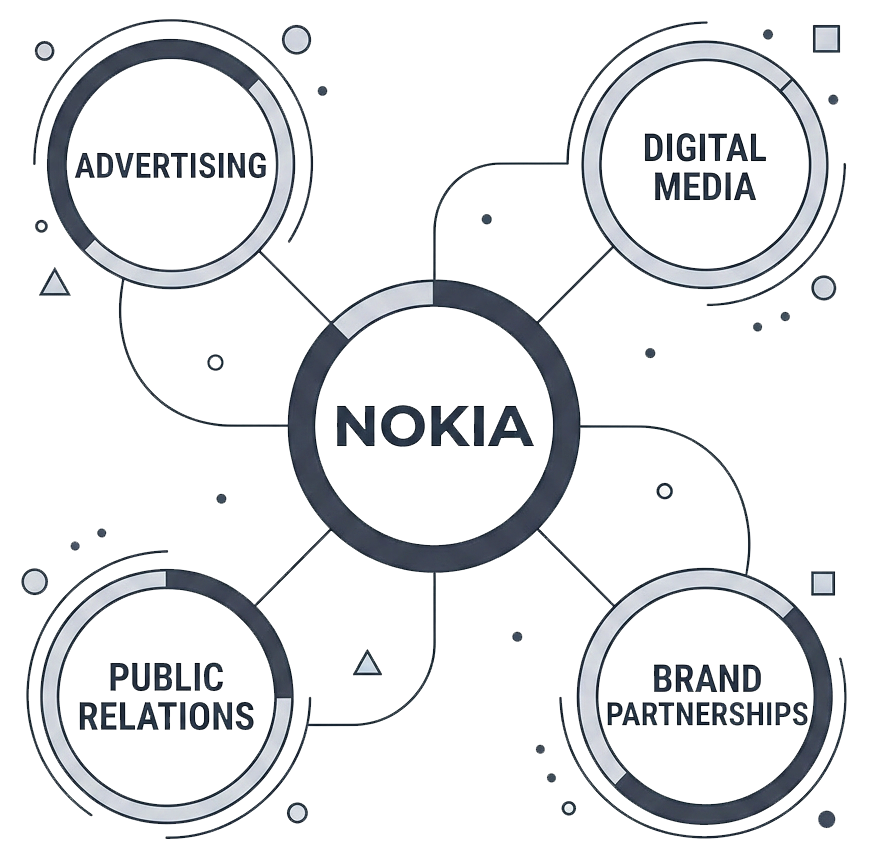 ADVERTISING
DIGITAL
MEDIA
NOKIA
PUBLIC
RELATIONS
BRAND
PARTNERSHIPS